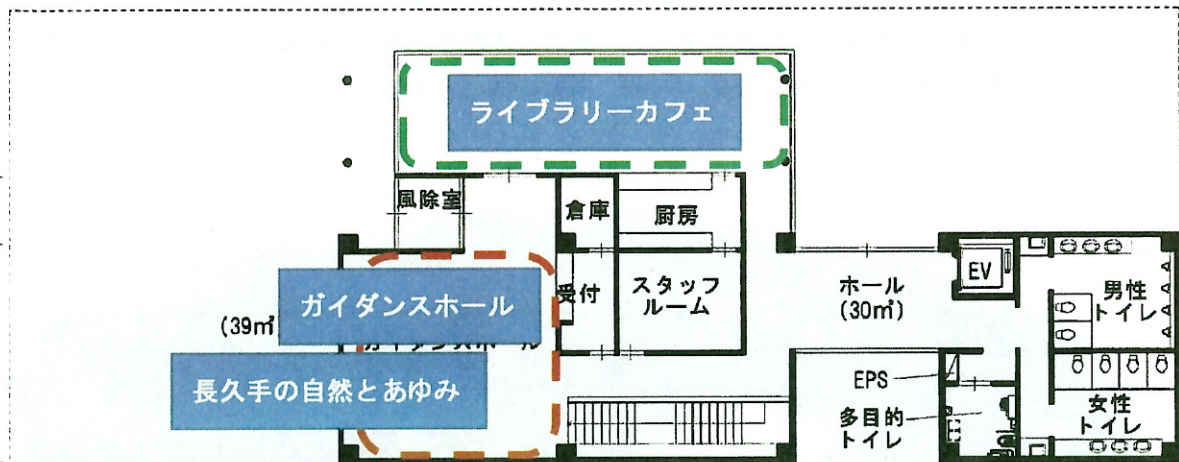 ライブラリーカフェ
風除室
倉庫
厨房
EV
ガイダンスホール
受付
スタッフ
ルーム
ホール
(30㎡)
男性
トイレ
(39㎡
長久手の自然とあゆみ
EPS
多目的
トイレ
女性
トイレ